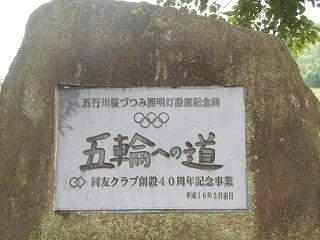 五行川桜づつみ照明灯設置記念碑
五輪への道
同友クラブ創設40周年記念事業
平成16年3月吉日